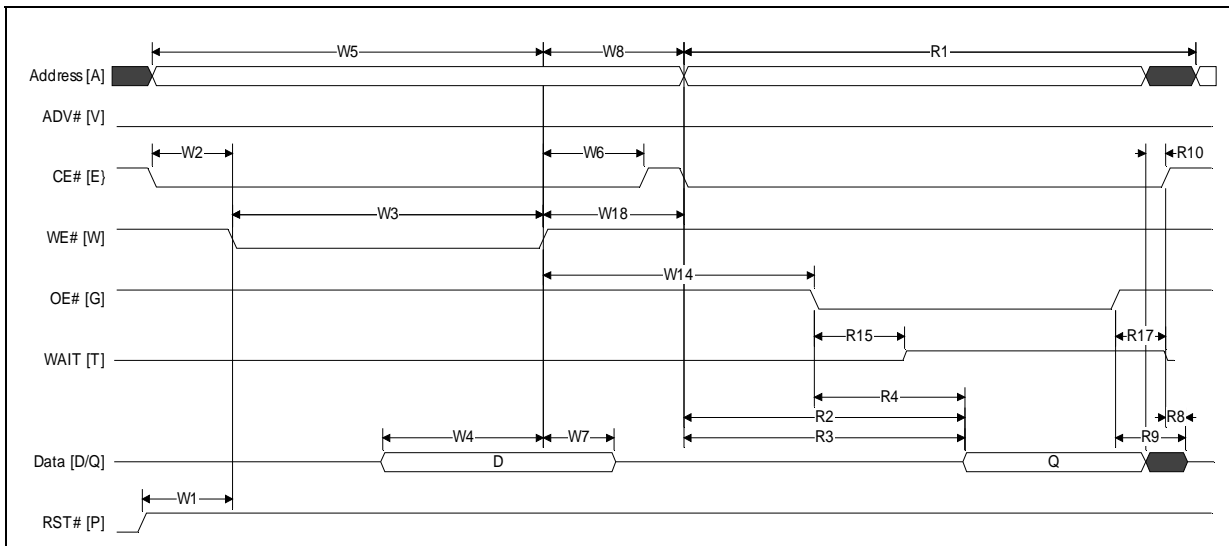 W5 W8 R1
Address [A]
ADV# [V]
W2 W6 R10
CE# [E}
W3 W18
WE# [W]
W14
OE# [G]
R15 R17
WAIT [T]
R4
R2 R8
R3 R9
W4 W7
Data [D/Q] D Q
W1
RST# [P]